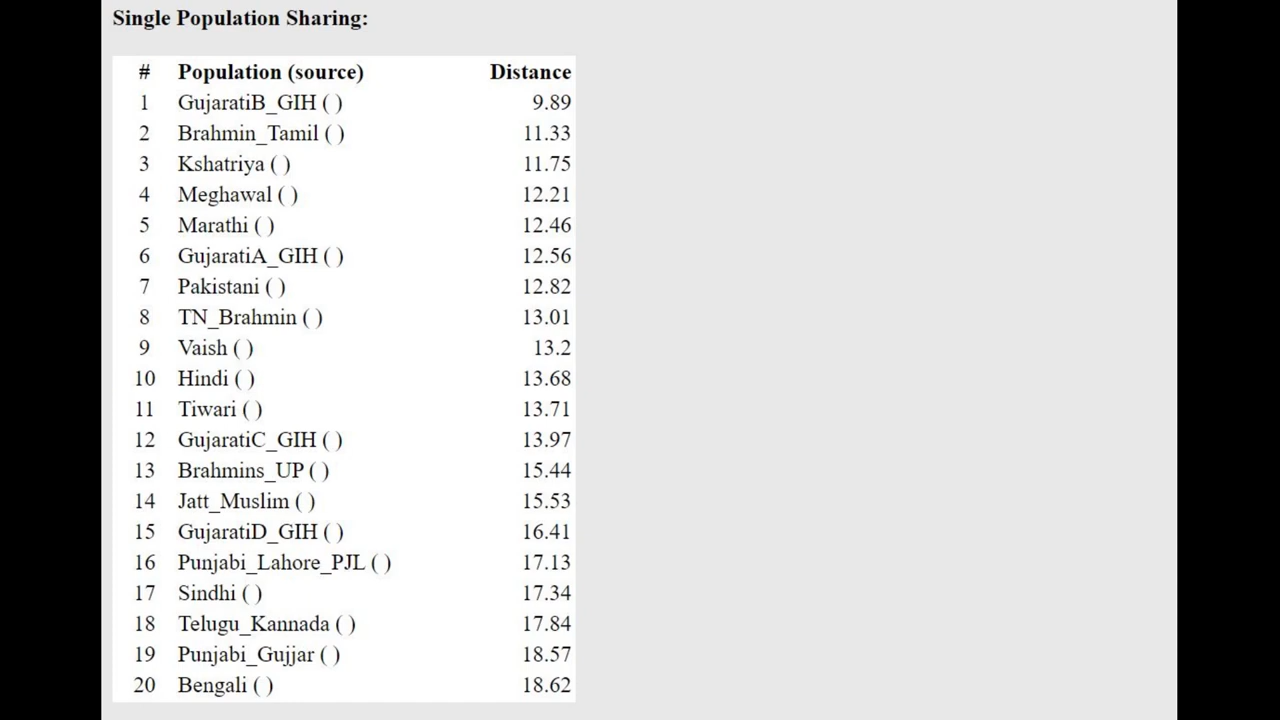 Single Population Sharing:
# Population (source) Distance
1 GujaratiB_GIH ( ) 9.89
2 Brahmin_Tamil ( ) 11.33
3 Kshatriya ( ) 11.75
4 Meghawal ( ) 12.21
5 Marathi ( ) 12.46
6 GujaratiA_GIH ( ) 12.56
7 Pakistani ( ) 12.82
8 TN_Brahmin ( ) 13.01
9 Vaish ( ) 13.2
10 Hindi ( ) 13.68
11 Tiwari ( ) 13.71
12 GujaratiC_GIH ( ) 13.97
13 Brahmins_UP ( ) 15.44
14 Jatt_Muslim ( ) 15.53
15 GujaratiD_GIH ( ) 16.41
16 Punjabi_Lahore_PJL ( ) 17.13
17 Sindhi ( ) 17.34
18 Telugu_Kannada ( ) 17.84
19 Punjabi_Gujjar ( ) 18.57
20 Bengali ( ) 18.62